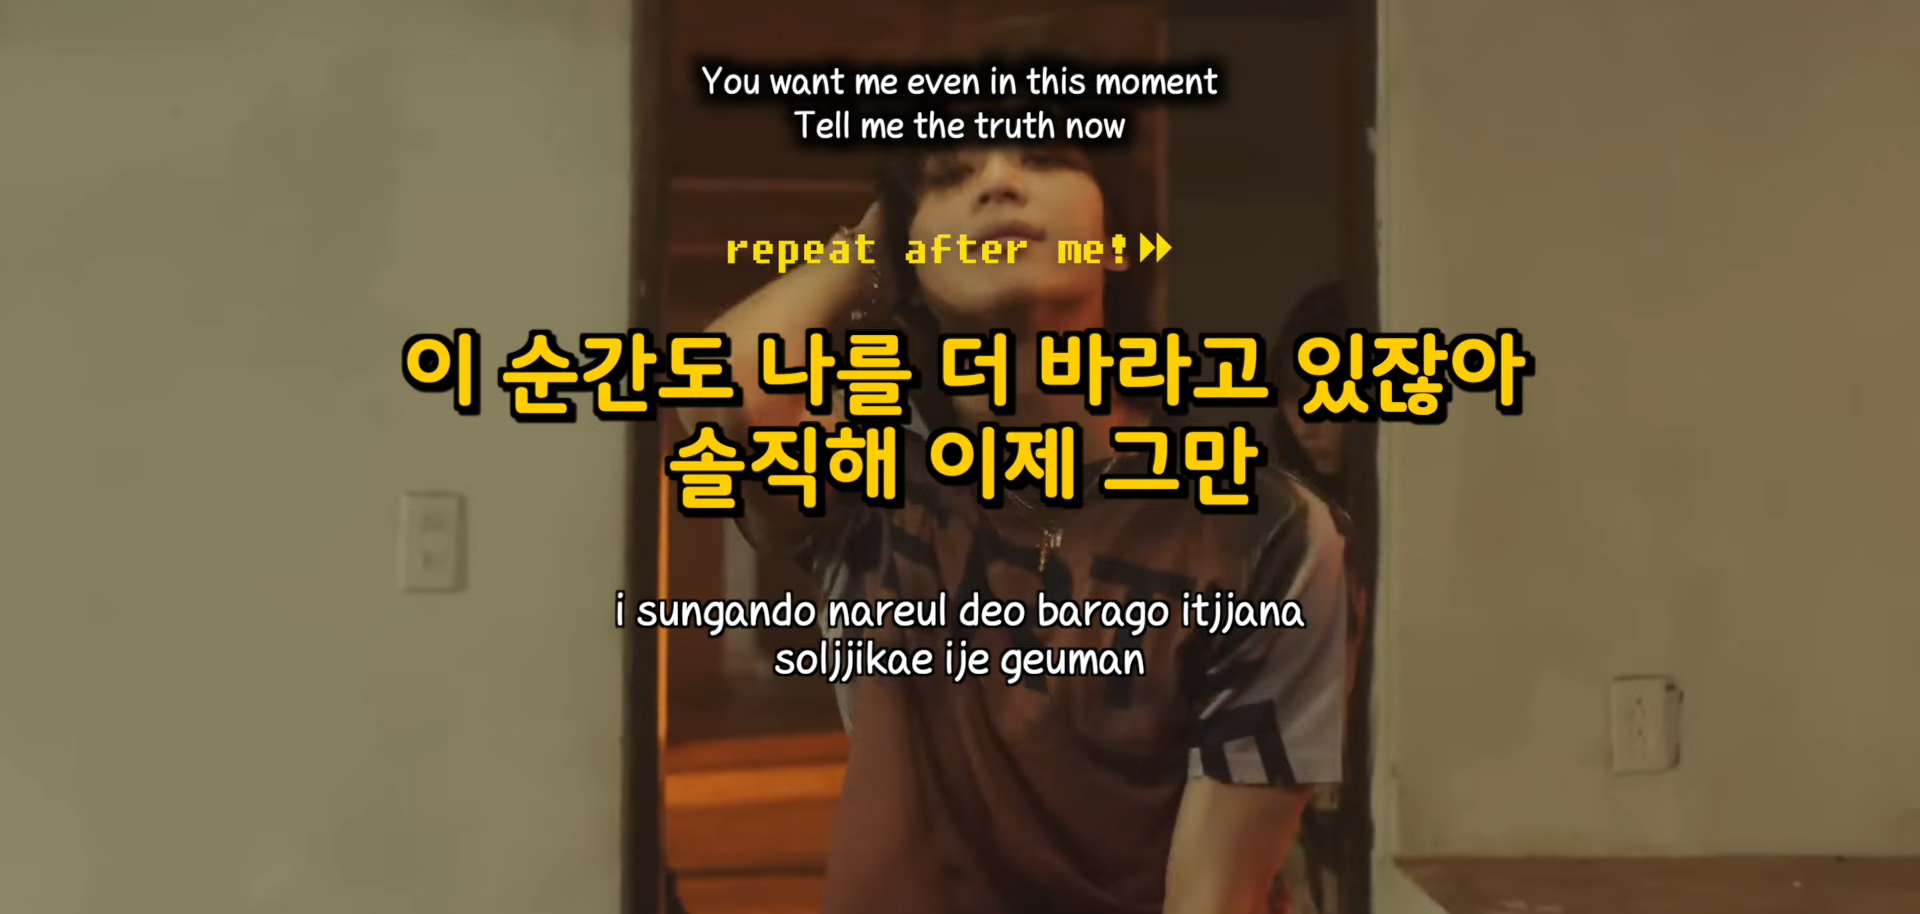 You want me even in this moment
Tell me the truth now
repeat after me!
이 순간도 나를 더 바라고 있잖아
솔직해 이제 그만
i sungando nareul deo barago itjjana
soljjikae ije geuman